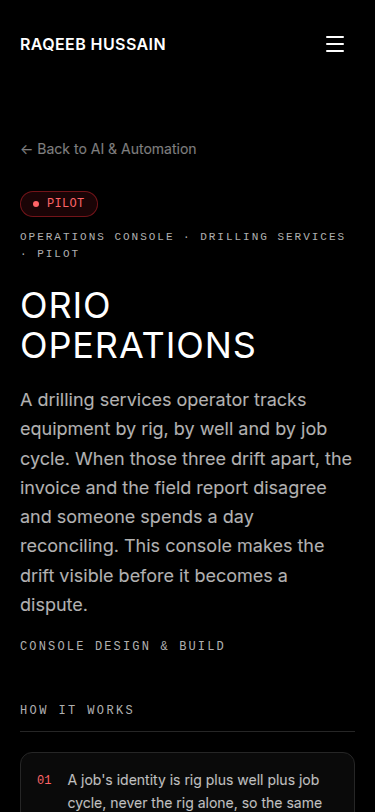 RAQEEB HUSSAIN
← Back to AI & Automation
PILOT
OPERATIONS CONSOLE · DRILLING SERVICES
· PILOT
ORIO
OPERATIONS
A drilling services operator tracks
equipment by rig, by well and by job
cycle. When those three drift apart, the
invoice and the field report disagree
and someone spends a day
reconciling. This console makes the
drift visible before it becomes a
dispute.
CONSOLE DESIGN & BUILD
HOW IT WORKS
01 A job's identity is rig plus well plus job
cycle, never the rig alone, so the same